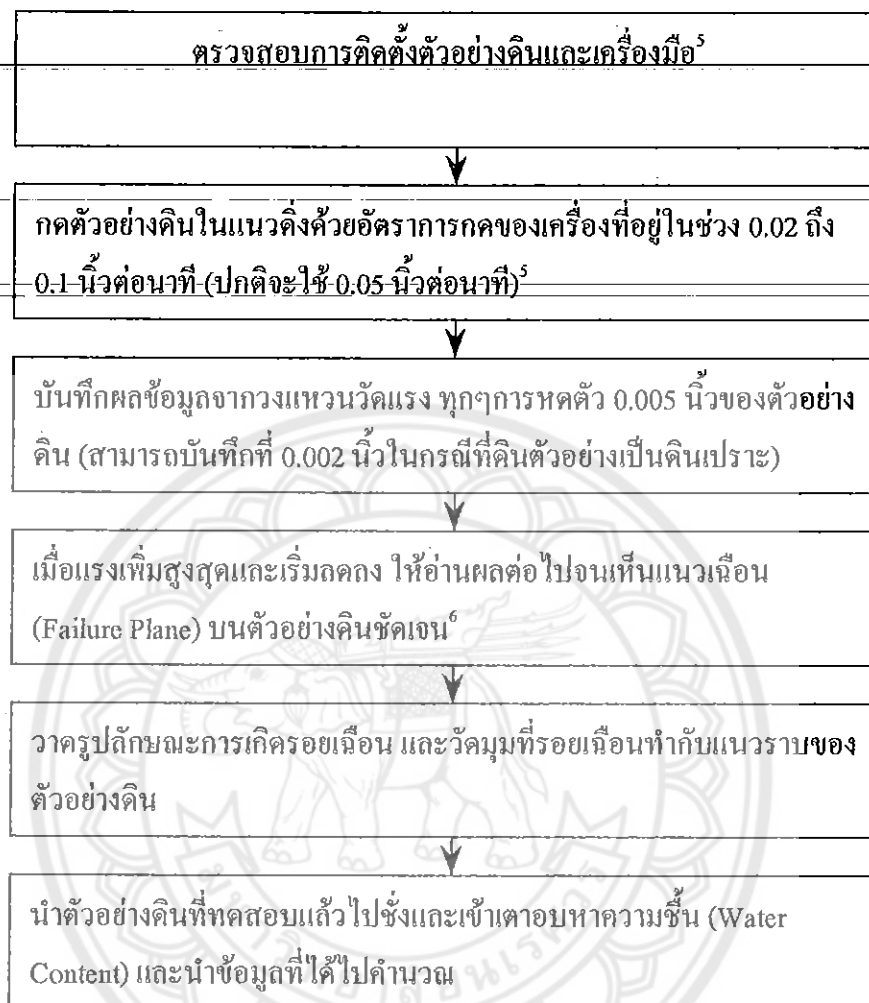 ตรวจสอบการติดตั้งตัวอย่างดินและเครื่องมือ⁵
กดตัวอย่างดินในแนวดิ่งด้วยอัตราการกดของเครื่องที่อยู่ในช่วง 0.02 ถึง
0.1 นิ้วต่อนาที (ปกติจะใช้ 0.05 นิ้วต่อนาที)⁵
บันทึกผลข้อมูลจากวงแหวนวัดแรง ทุกๆการหดตัว 0.005 นิ้วของตัวอย่าง
ดิน (สามารถบันทึกที่ 0.002 นิ้วในกรณีที่ดินตัวอย่างเป็นดินเปราะ)
เมื่อแรงเพิ่มสูงสุดและเริ่มลดลง ให้อ่านผลต่อไปจนเห็นแนวเฉือน
(Failure Plane) บนตัวอย่างดินชัดเจน⁶
วาดรูปลักษณะการเกิดรอยเฉือน และวัดมุมที่รอยเฉือนทำกับแนวราบของ
ตัวอย่างดิน
นำตัวอย่างดินที่ทดสอบแล้วไปชั่งและเข้าเตาอบหาความชื้น (Water
Content) และนำข้อมูลที่ได้ไปคำนวณ